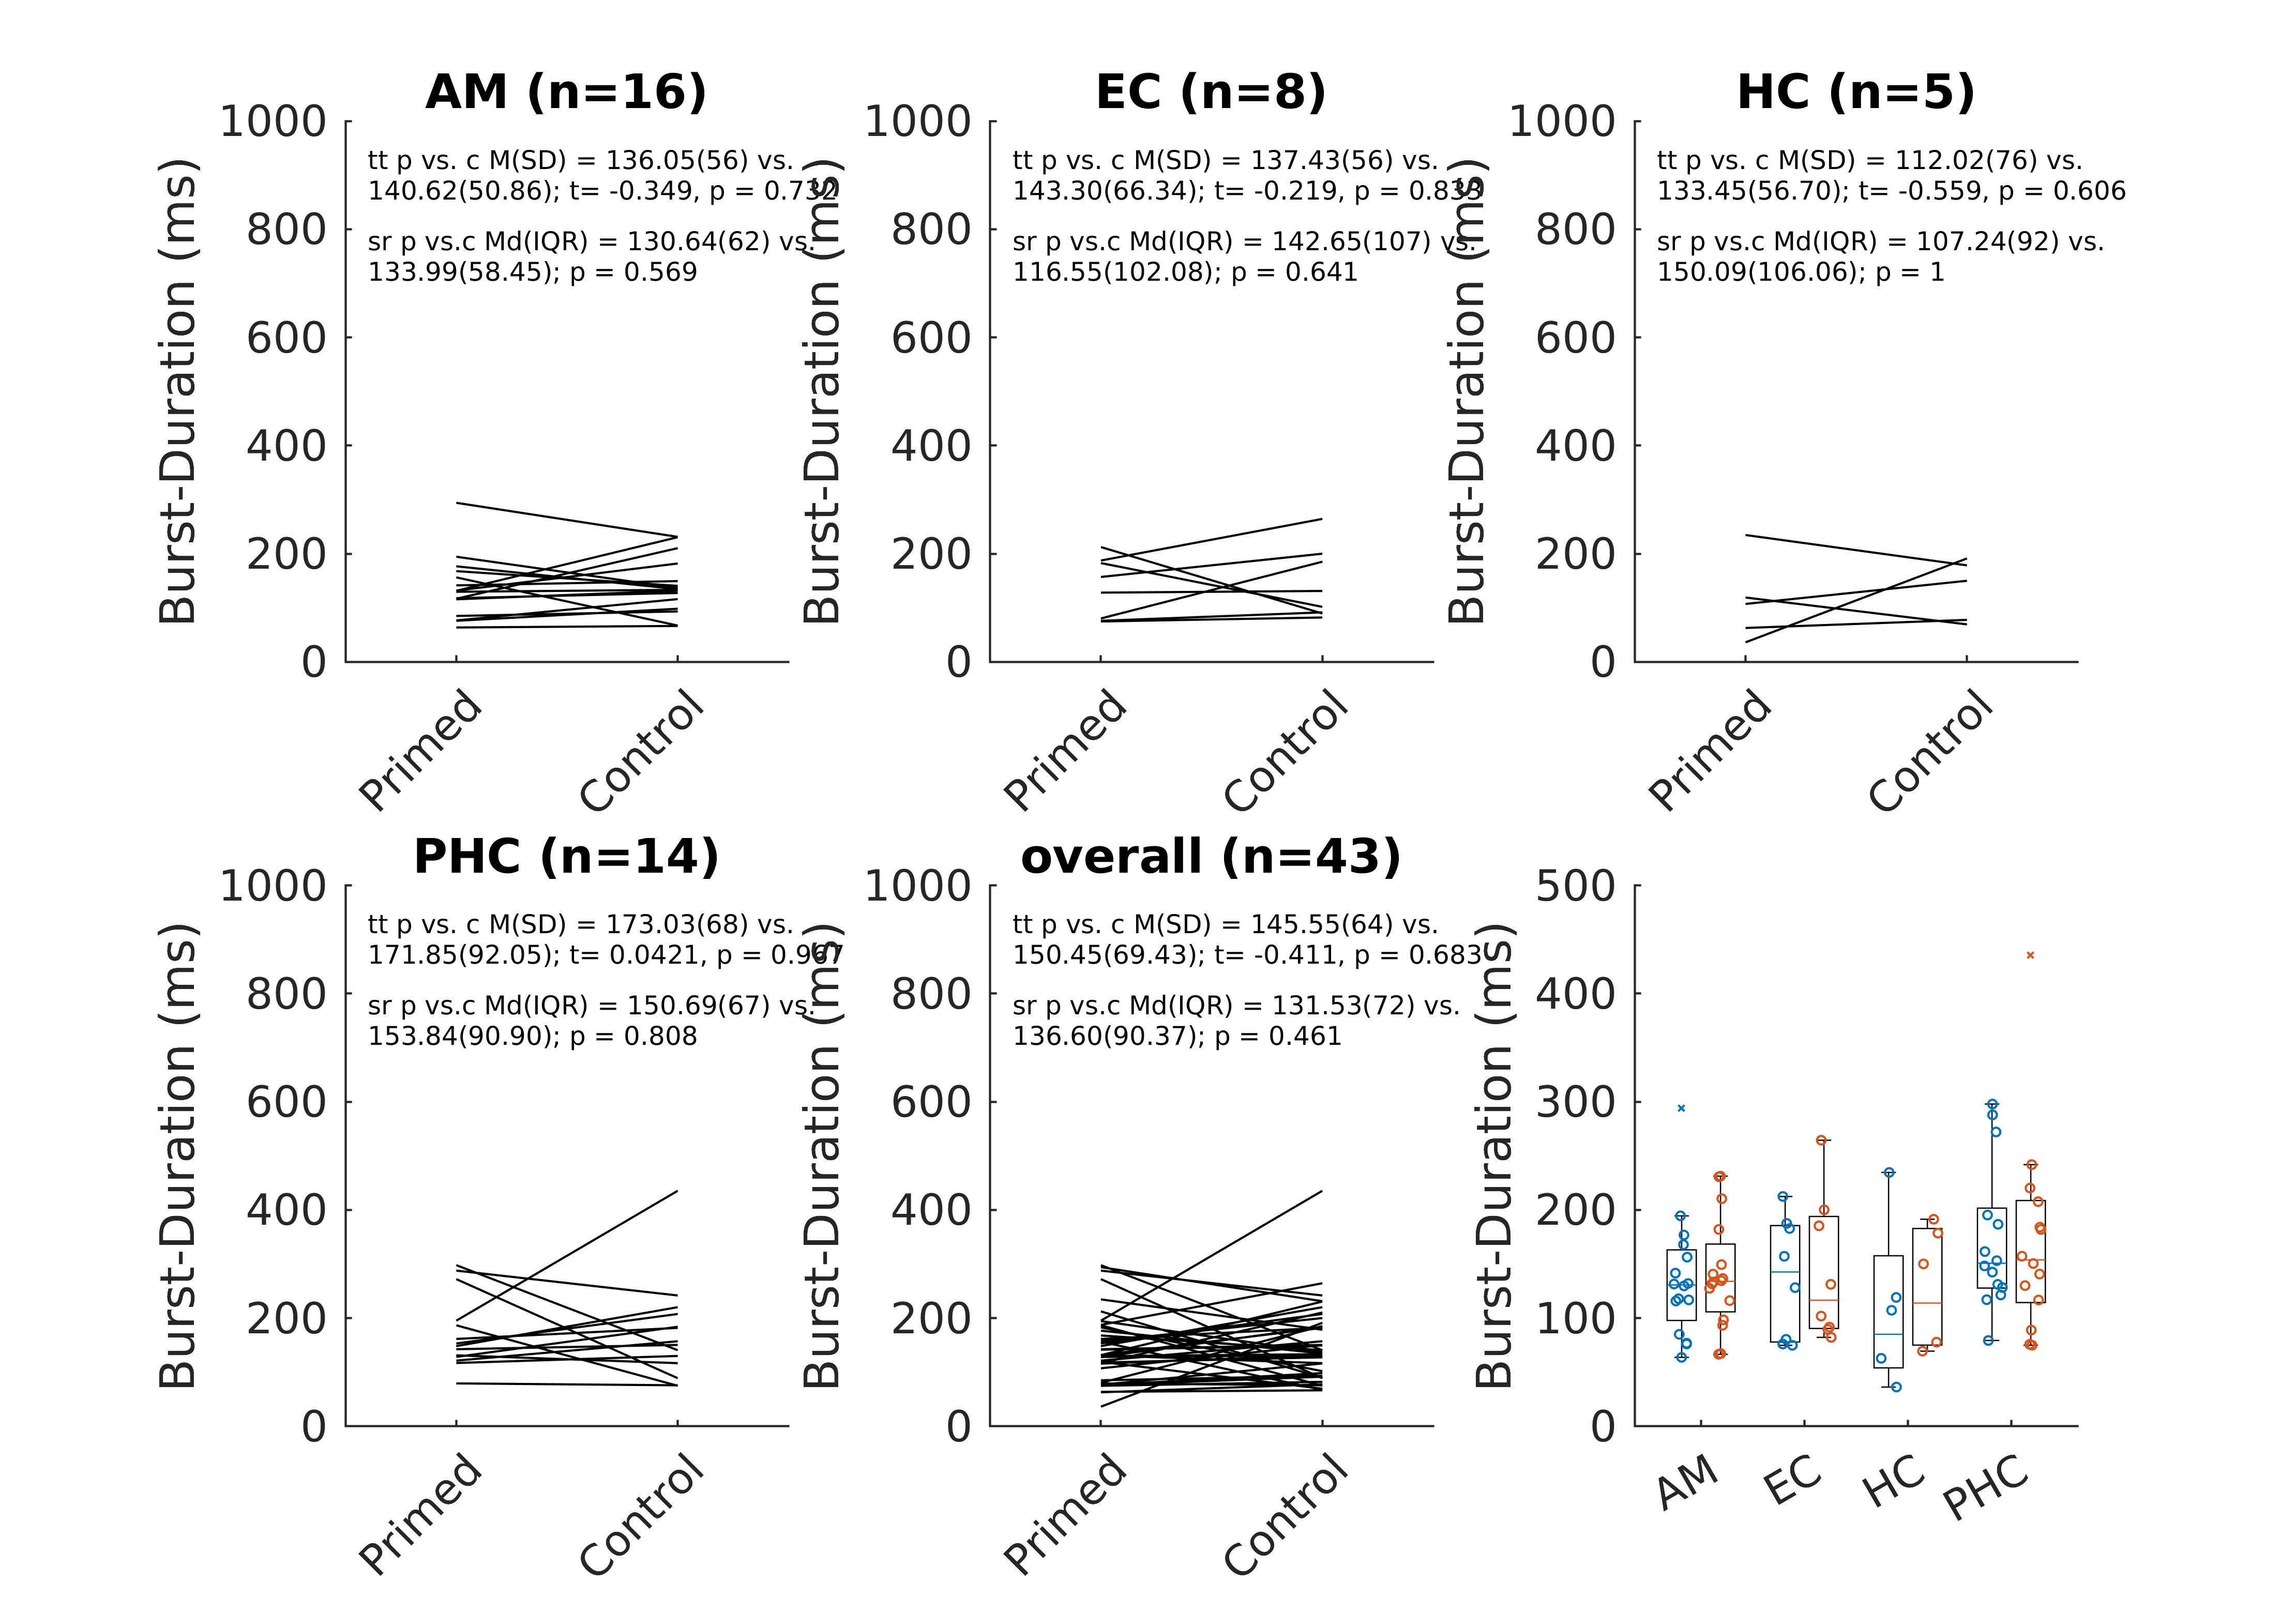 AM (n=16)
1000
800
600
400
200
0
Burst-Duration (ms)
tt p vs. c M(SD) = 136.05(56) vs.
140.62(50.86); t= -0.349, p = 0.732
sr p vs.c Md(IQR) = 130.64(62) vs.
133.99(58.45); p = 0.569
Primed
Control
EC (n=8)
1000
800
600
400
200
0
Burst-Duration (ms)
tt p vs. c M(SD) = 137.43(56) vs.
143.30(66.34); t= -0.219, p = 0.833
sr p vs.c Md(IQR) = 142.65(107) vs.
116.55(102.08); p = 0.641
Primed
Control
HC (n=5)
1000
800
600
400
200
0
Burst-Duration (ms)
tt p vs. c M(SD) = 112.02(76) vs.
133.45(56.70); t= -0.559, p = 0.606
sr p vs.c Md(IQR) = 107.24(92) vs.
150.09(106.06); p = 1
Primed
Control
PHC (n=14)
1000
800
600
400
200
0
Burst-Duration (ms)
tt p vs. c M(SD) = 173.03(68) vs.
171.85(92.05); t= 0.0421, p = 0.967
sr p vs.c Md(IQR) = 150.69(67) vs.
153.84(90.90); p = 0.808
Primed
Control
overall (n=43)
1000
800
600
400
200
0
Burst-Duration (ms)
tt p vs. c M(SD) = 145.55(64) vs.
150.45(69.43); t= -0.411, p = 0.683
sr p vs.c Md(IQR) = 131.53(72) vs.
136.60(90.37); p = 0.461
Primed
Control
500
400
300
200
100
0
Burst-Duration (ms)
AM
EC
HC
PHC